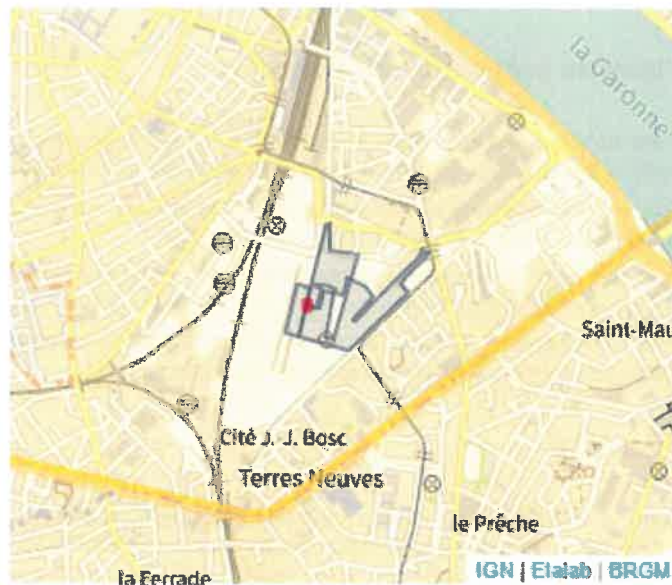 la Garonne
Saint-Mau
Cité J. J. Bosc
Terres Neuves
le Prêche
la Ferrade
IGN | Etalab | BRGM